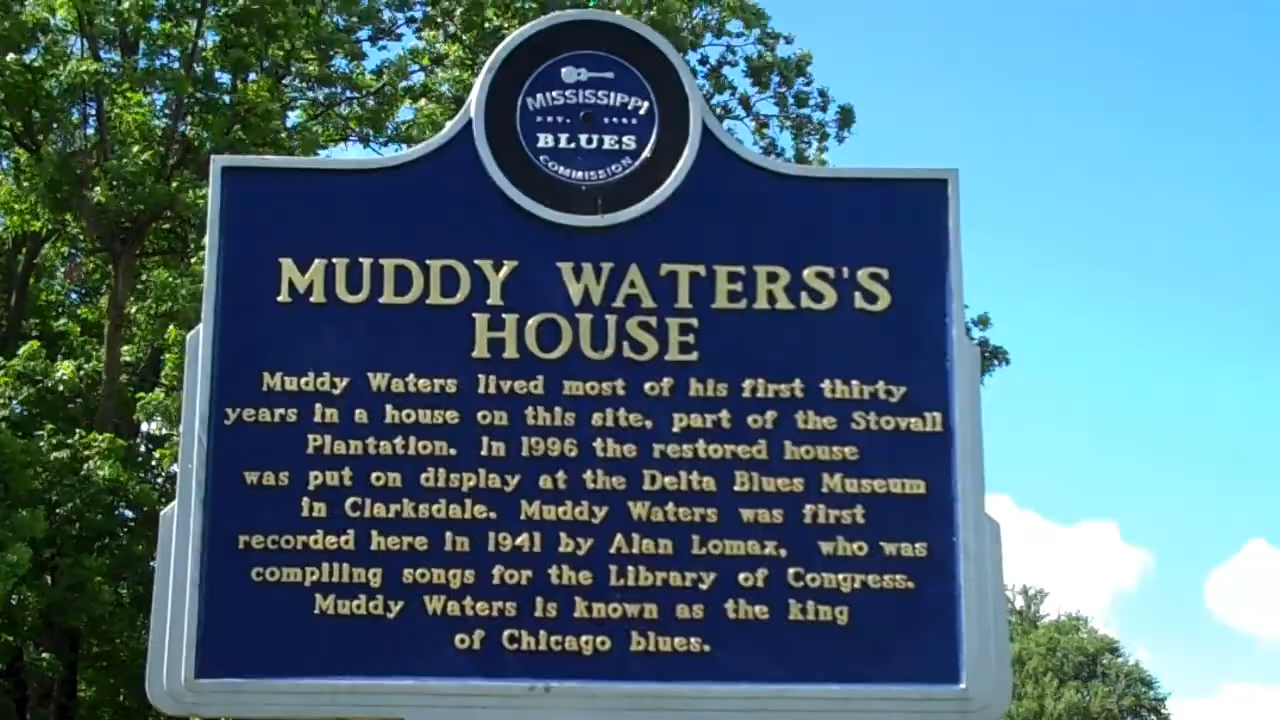 MISSISSIPPI
EST.
BLUES
COMMISSION
MUDDY WATERS'S
HOUSE
Muddy Waters lived most of his first thirty
years in a house on this site, part of the Stovall
Plantation. In 1996 the restored house
was put on display at the Delta Blues Museum
in Clarksdale. Muddy Waters was first
recorded here in 1941 by Alan Lomax, who was
compiling songs for the Library of Congress.
Muddy Waters is known as the king
of Chicago blues.